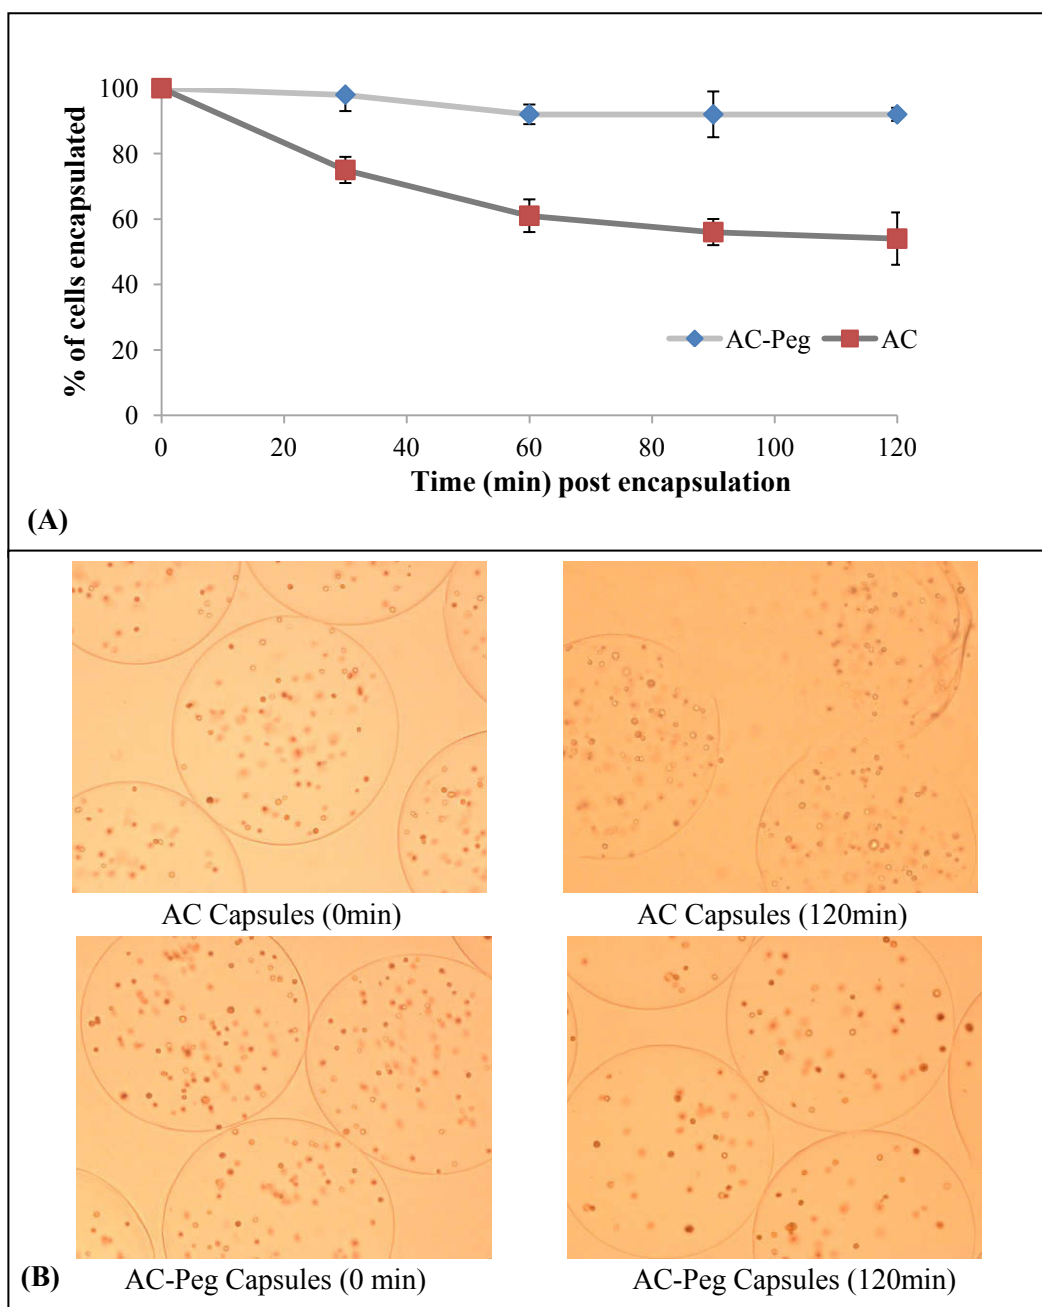 100
80
60
40
20
0
% of cells encapsulated
0 20 40 60 80 100 120
Time (min) post encapsulation
AC-Peg AC
(A)
AC Capsules (0min) AC Capsules (120min)
AC-Peg Capsules (0 min) AC-Peg Capsules (120min)
(B)